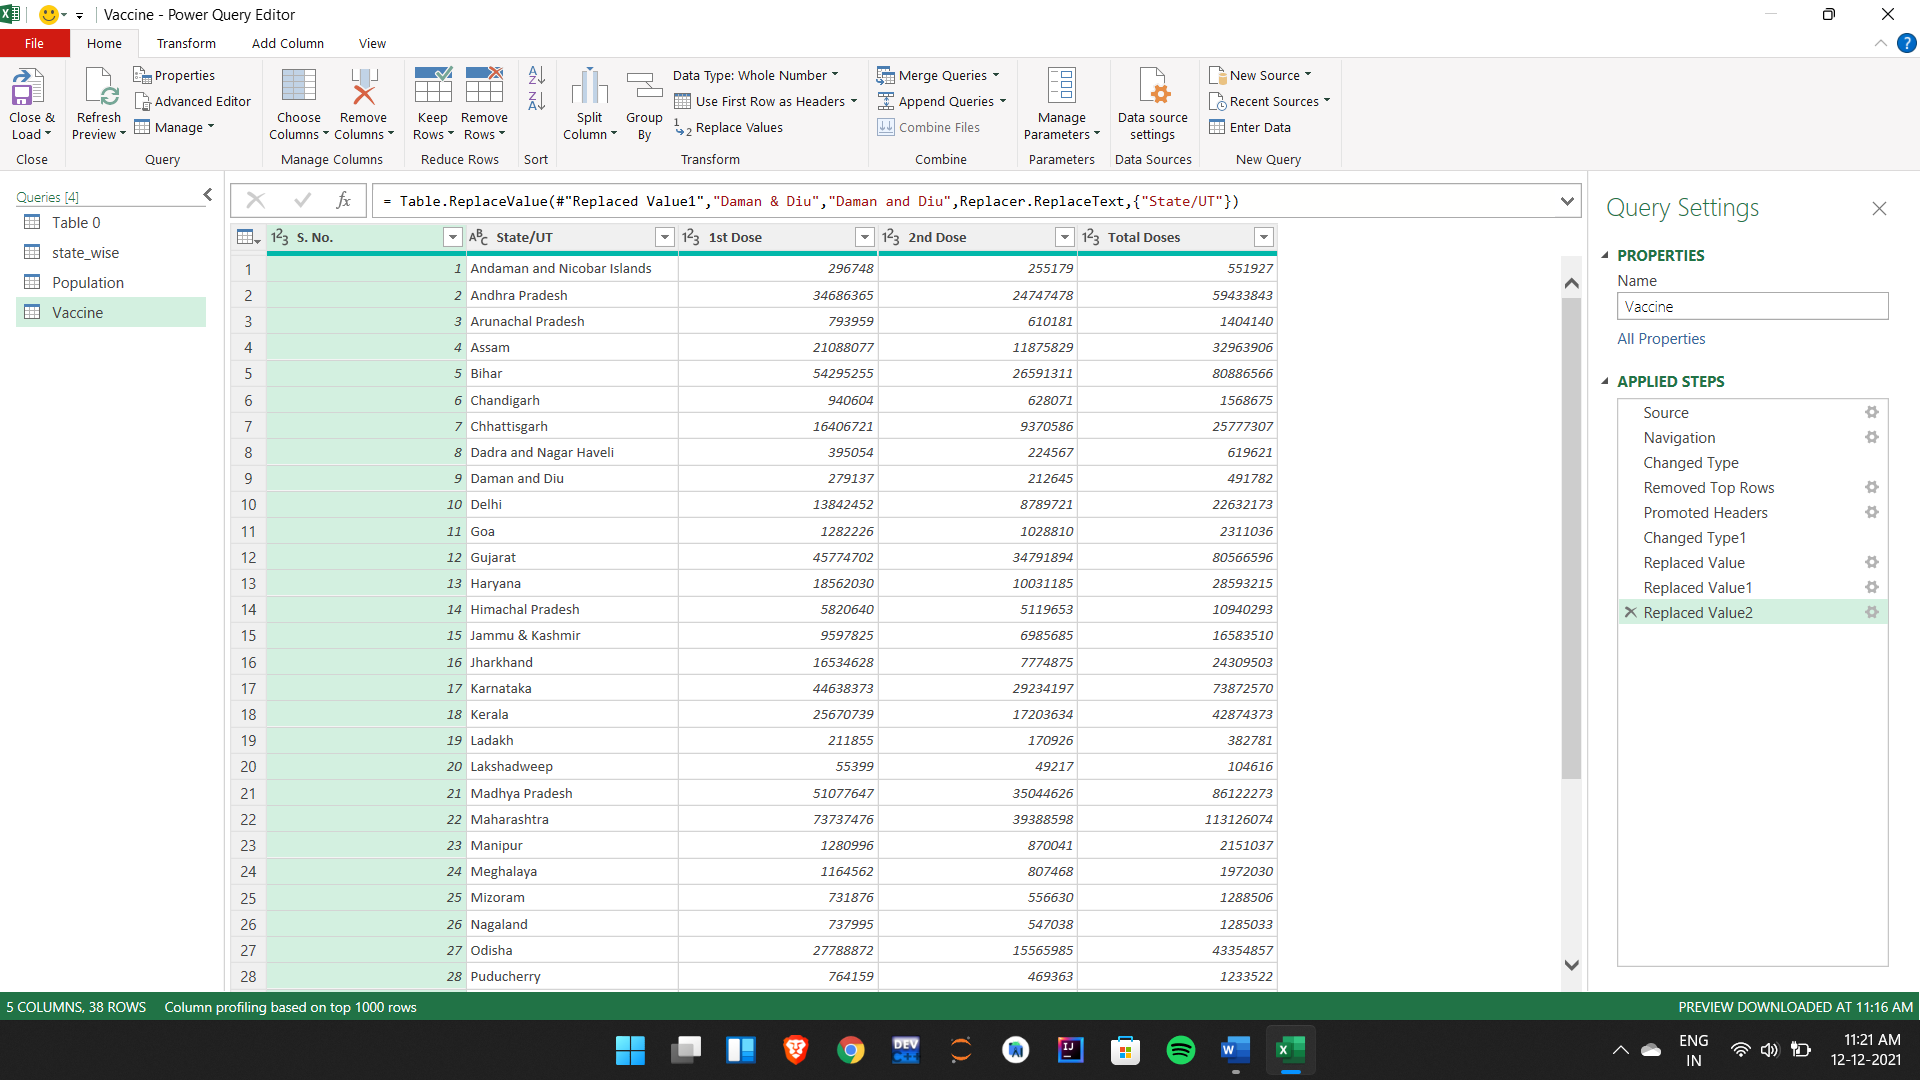 Vaccine - Power Query Editor
File Home Transform Add Column View
Close & Load
Close
Refresh Preview
Properties
Advanced Editor
Manage
Query
Choose Columns
Remove Columns
Manage Columns
Keep Rows
Remove Rows
Reduce Rows
Sort
Split Column
Group By
Data Type: Whole Number
Use First Row as Headers
Replace Values
Transform
Merge Queries
Append Queries
Combine Files
Combine
Manage Parameters
Parameters
Data source settings
Data Sources
New Source
Recent Sources
Enter Data
New Query
Queries [4]
Table 0
state_wise
Population
Vaccine
fx = Table.ReplaceValue(#"Replaced Value1","Daman & Diu","Daman and Diu",Replacer.ReplaceText,{"State/UT"})
S. No. State/UT 1st Dose 2nd Dose Total Doses
1 1 Andaman and Nicobar Islands 296748 255179 551927
2 2 Andhra Pradesh 34686365 24747478 59433843
3 3 Arunachal Pradesh 793959 610181 1404140
4 4 Assam 21088077 11875829 32963906
5 5 Bihar 54295255 26591311 80886566
6 6 Chandigarh 940604 628071 1568675
7 7 Chhattisgarh 16406721 9370586 25777307
8 8 Dadra and Nagar Haveli 395054 224567 619621
9 9 Daman and Diu 279137 212645 491782
10 10 Delhi 13842452 8789721 22632173
11 11 Goa 1282226 1028810 2311036
12 12 Gujarat 45774702 34791894 80566596
13 13 Haryana 18562030 10031185 28593215
14 14 Himachal Pradesh 5820640 5119653 10940293
15 15 Jammu & Kashmir 9597825 6985685 16583510
16 16 Jharkhand 16534628 7774875 24309503
17 17 Karnataka 44638373 29234197 73872570
18 18 Kerala 25670739 17203634 42874373
19 19 Ladakh 211855 170926 382781
20 20 Lakshadweep 55399 49217 104616
21 21 Madhya Pradesh 51077647 35044626 86122273
22 22 Maharashtra 73737476 39388598 113126074
23 23 Manipur 1280996 870041 2151037
24 24 Meghalaya 1164562 807468 1972030
25 25 Mizoram 731876 556630 1288506
26 26 Nagaland 737995 547038 1285033
27 27 Odisha 27788872 15565985 43354857
28 28 Puducherry 764159 469363 1233522
Query Settings
PROPERTIES
Name
Vaccine
All Properties
APPLIED STEPS
Source
Navigation
Changed Type
Removed Top Rows
Promoted Headers
Changed Type1
Replaced Value
Replaced Value1
Replaced Value2
5 COLUMNS, 38 ROWS Column profiling based on top 1000 rows
PREVIEW DOWNLOADED AT 11:16 AM
ENG
IN
11:21 AM
12-12-2021